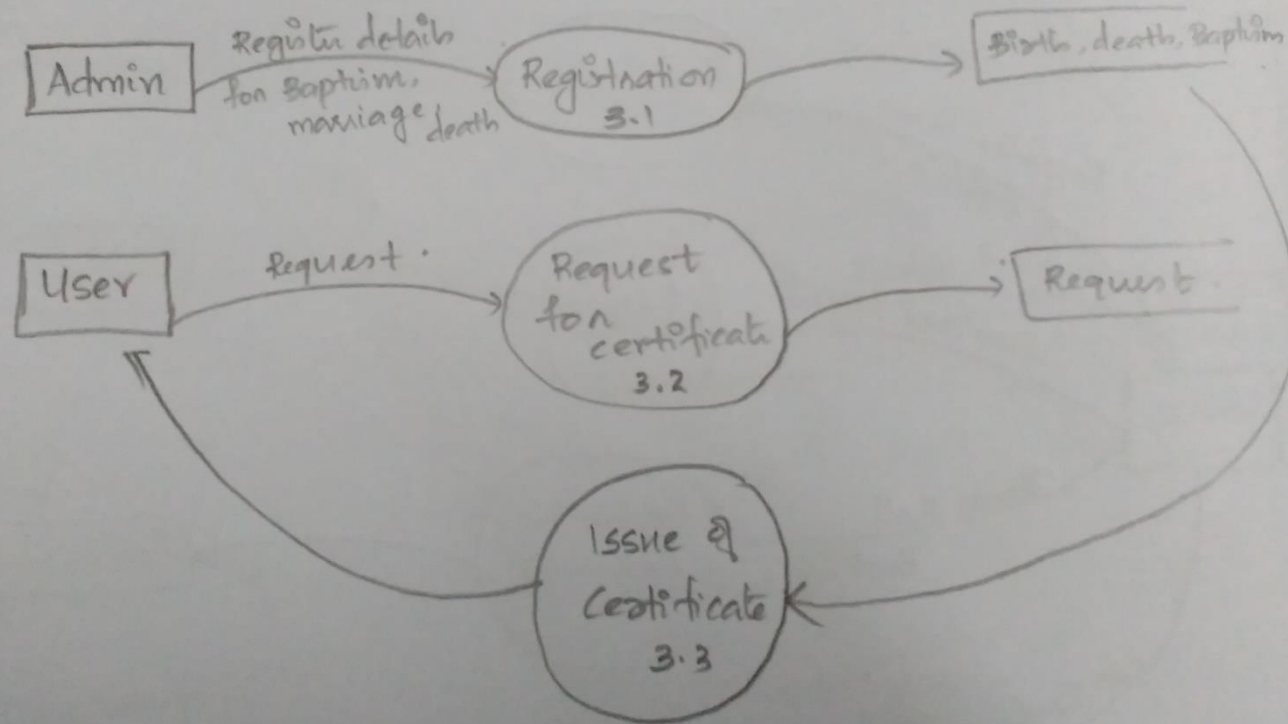 Admin
Register details
for Baptism,
marriage, death
Registration
3.1
Birth, death, Baptism
User
Request.
Request
for
certificate
3.2
Request.
Issue of
Certificate
3.3